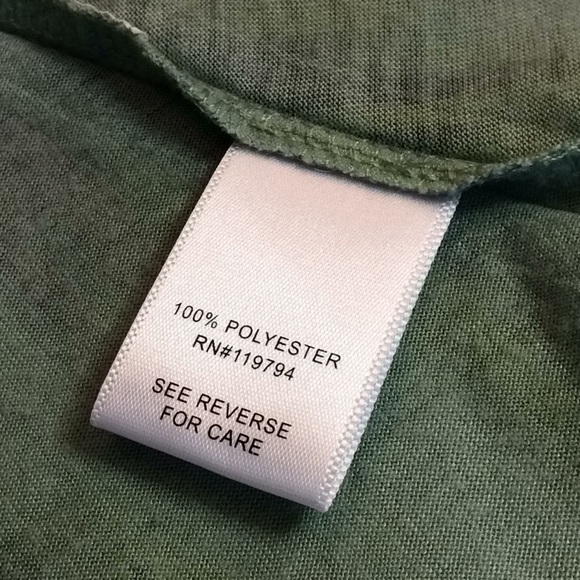 100% POLYESTER
RN#119794
SEE REVERSE
FOR CARE